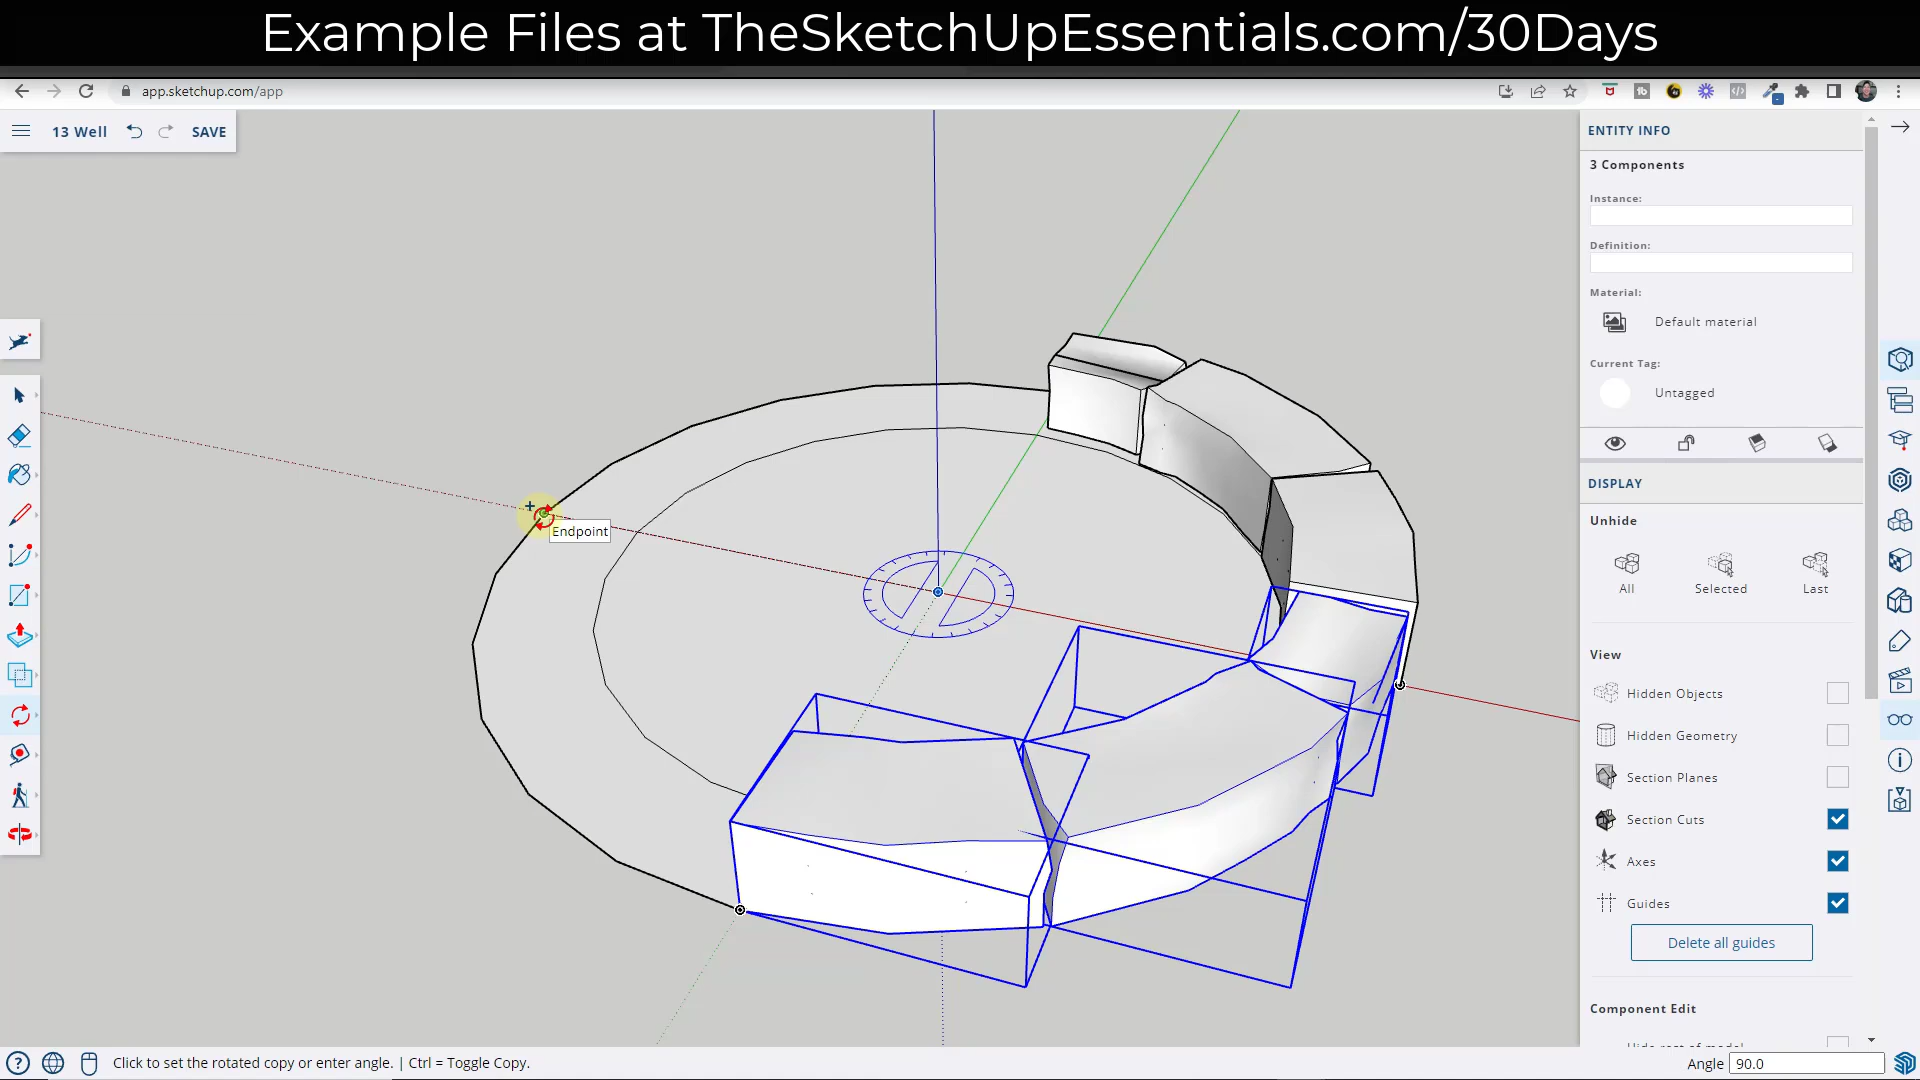 Example Files at TheSketchUpEssentials.com/30Days
app.sketchup.com/app
13 Well
SAVE
ENTITY INFO
3 Components
Instance:
Definition:
Material:
Default material
Current Tag:
Untagged
DISPLAY
Unhide
All
Selected
Last
View
Hidden Objects
Hidden Geometry
Section Planes
Section Cuts
Axes
Guides
Delete all guides
Component Edit
Endpoint
Click to set the rotated copy or enter angle. | Ctrl = Toggle Copy.
Angle
90.0